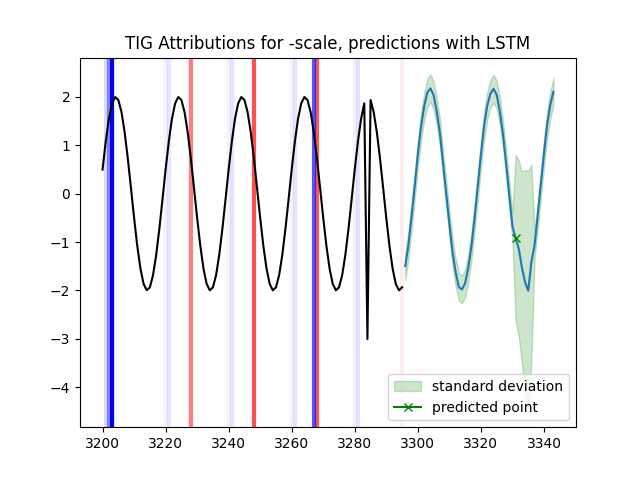 TIG Attributions for -scale, predictions with LSTM
2
1
0
−1
−2
−3
−4
standard deviation
predicted point
3200 3220 3240 3260 3280 3300 3320 3340